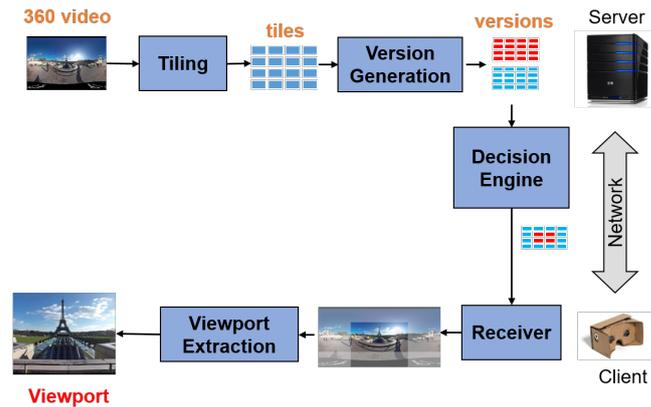 360 video
tiles
versions
Server
Tiling
Version
Generation
Decision
Engine
Network
Viewport
Extraction
Receiver
Viewport
Client